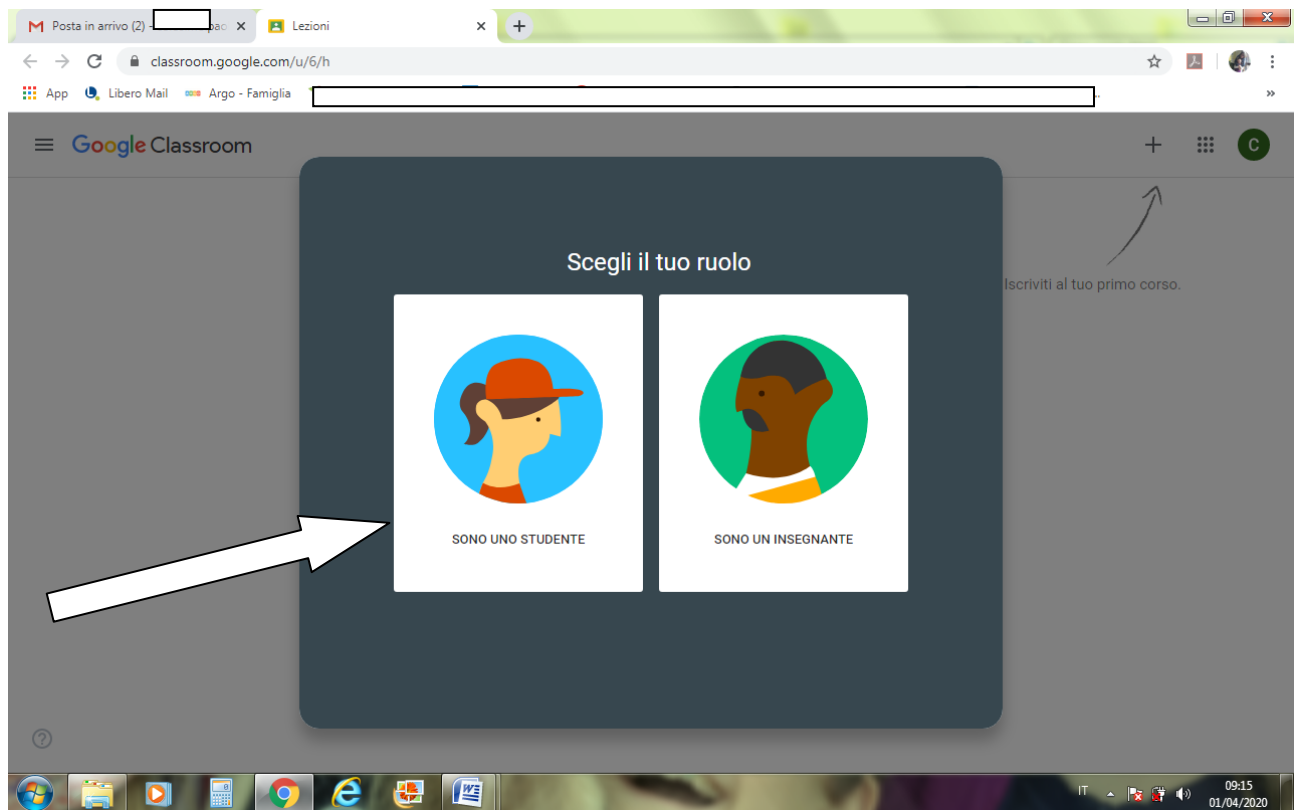 Posta in arrivo (2) - pao
Lezioni
classroom.google.com/u/6/h
App Libero Mail Argo - Famiglia
Google Classroom
C
Scegli il tuo ruolo
Iscriviti al tuo primo corso.
SONO UNO STUDENTE
SONO UN INSEGNANTE
IT
09:15
01/04/2020